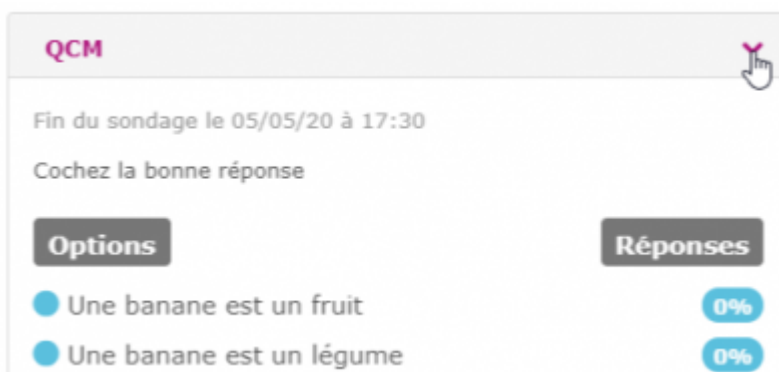 QCM
Fin du sondage le 05/05/20 à 17:30
Cochez la bonne réponse
Options Réponses
Une banane est un fruit 0%
Une banane est un légume 0%